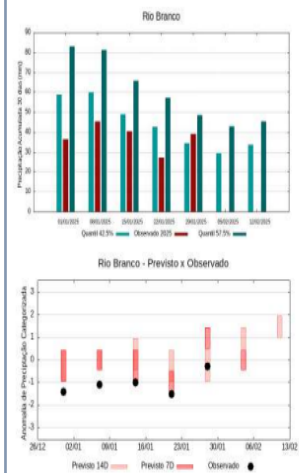 Rio Branco
Precipitação Acumulada 30 dias (mm)
90
80
70
60
50
40
30
20
10
0
01/01/2025 08/01/2025 15/01/2025 22/01/2025 29/01/2025 05/02/2025 12/02/2025
Quantil 42.5% Observado 2025 Quantil 57.5%
Rio Branco - Previsto x Observado
Anomalia de Precipitação Categorizada
3
2
1
0
-1
-2
-3
26/12 02/01 09/01 16/01 23/01 30/01 06/02 13/02
Previsto 14D Previsto 7D Observado